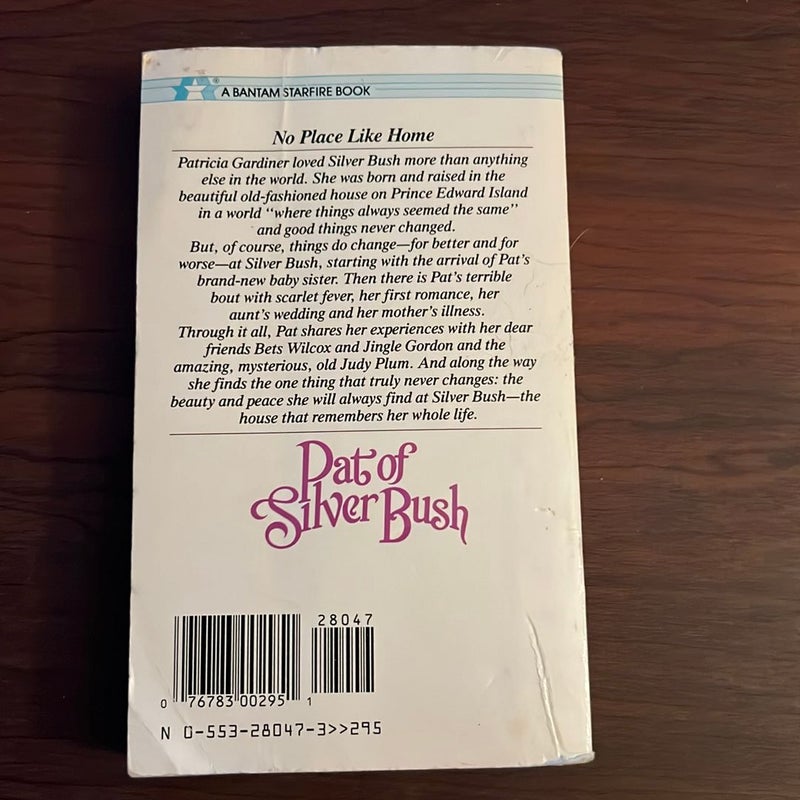 ® A BANTAM STARFIRE BOOK
No Place Like Home
Patricia Gardiner loved Silver Bush more than anything
else in the world. She was born and raised in the
beautiful old-fashioned house on Prince Edward Island
in a world “where things always seemed the same”
and good things never changed.
But, of course, things do change—for better and for
worse—at Silver Bush, starting with the arrival of Pat’s
brand-new baby sister. Then there is Pat’s terrible
bout with scarlet fever, her first romance, her
aunt’s wedding and her mother’s illness.
Through it all, Pat shares her experiences with her dear
friends Bets Wilcox and Jingle Gordon and the
amazing, mysterious, old Judy Plum. And along the way
she finds the one thing that truly never changes: the
beauty and peace she will always find at Silver Bush—the
house that remembers her whole life.
Pat of
Silver Bush
28047
0 76783 00295 1
N 0-553-28047-3>>295